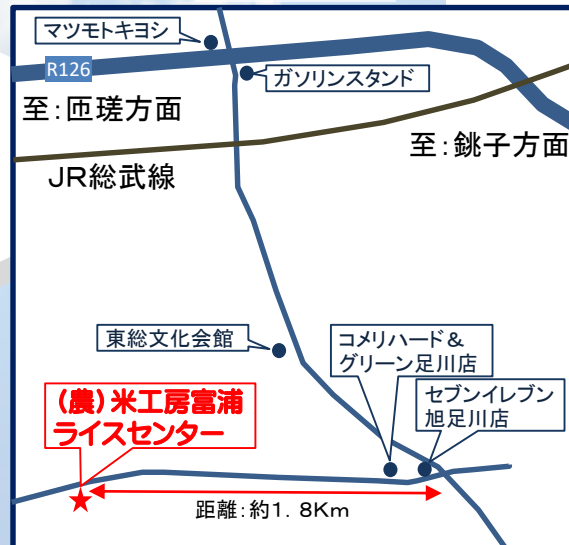 マツモトキヨシ
R126
ガソリンスタンド
至:匝瑳方面
至:銚子方面
JR総武線
東総文化会館
コメリハード&
グリーン足川店
セブンイレブン
旭足川店
(農)米工房富浦
ライスセンター
距離:約1.8Km